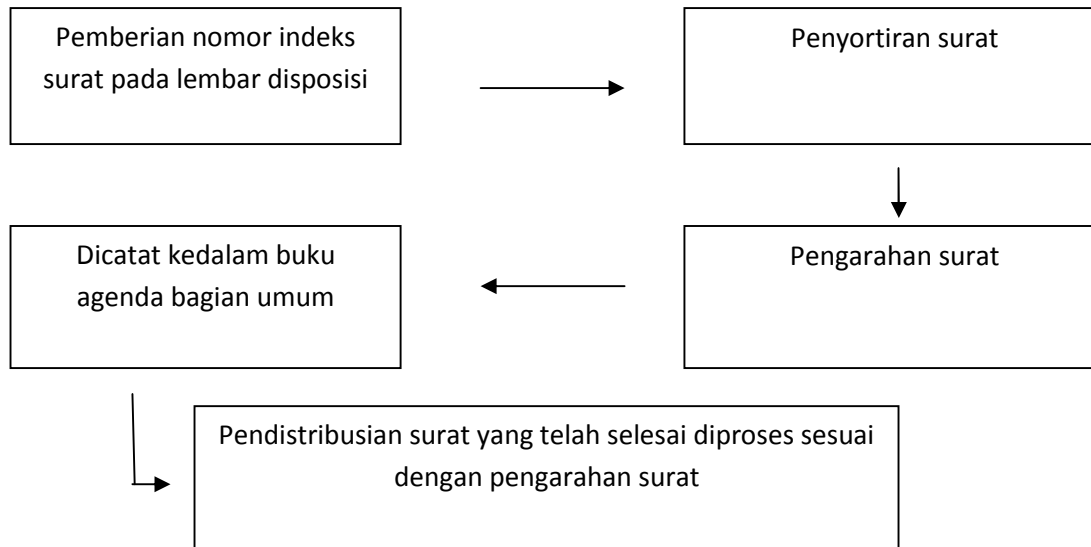 Pemberian nomor indeks
surat pada lembar disposisi
Penyortiran surat
Pengarahan surat
Dicatat kedalam buku
agenda bagian umum
Pendistribusian surat yang telah selesai diproses sesuai
dengan pengarahan surat